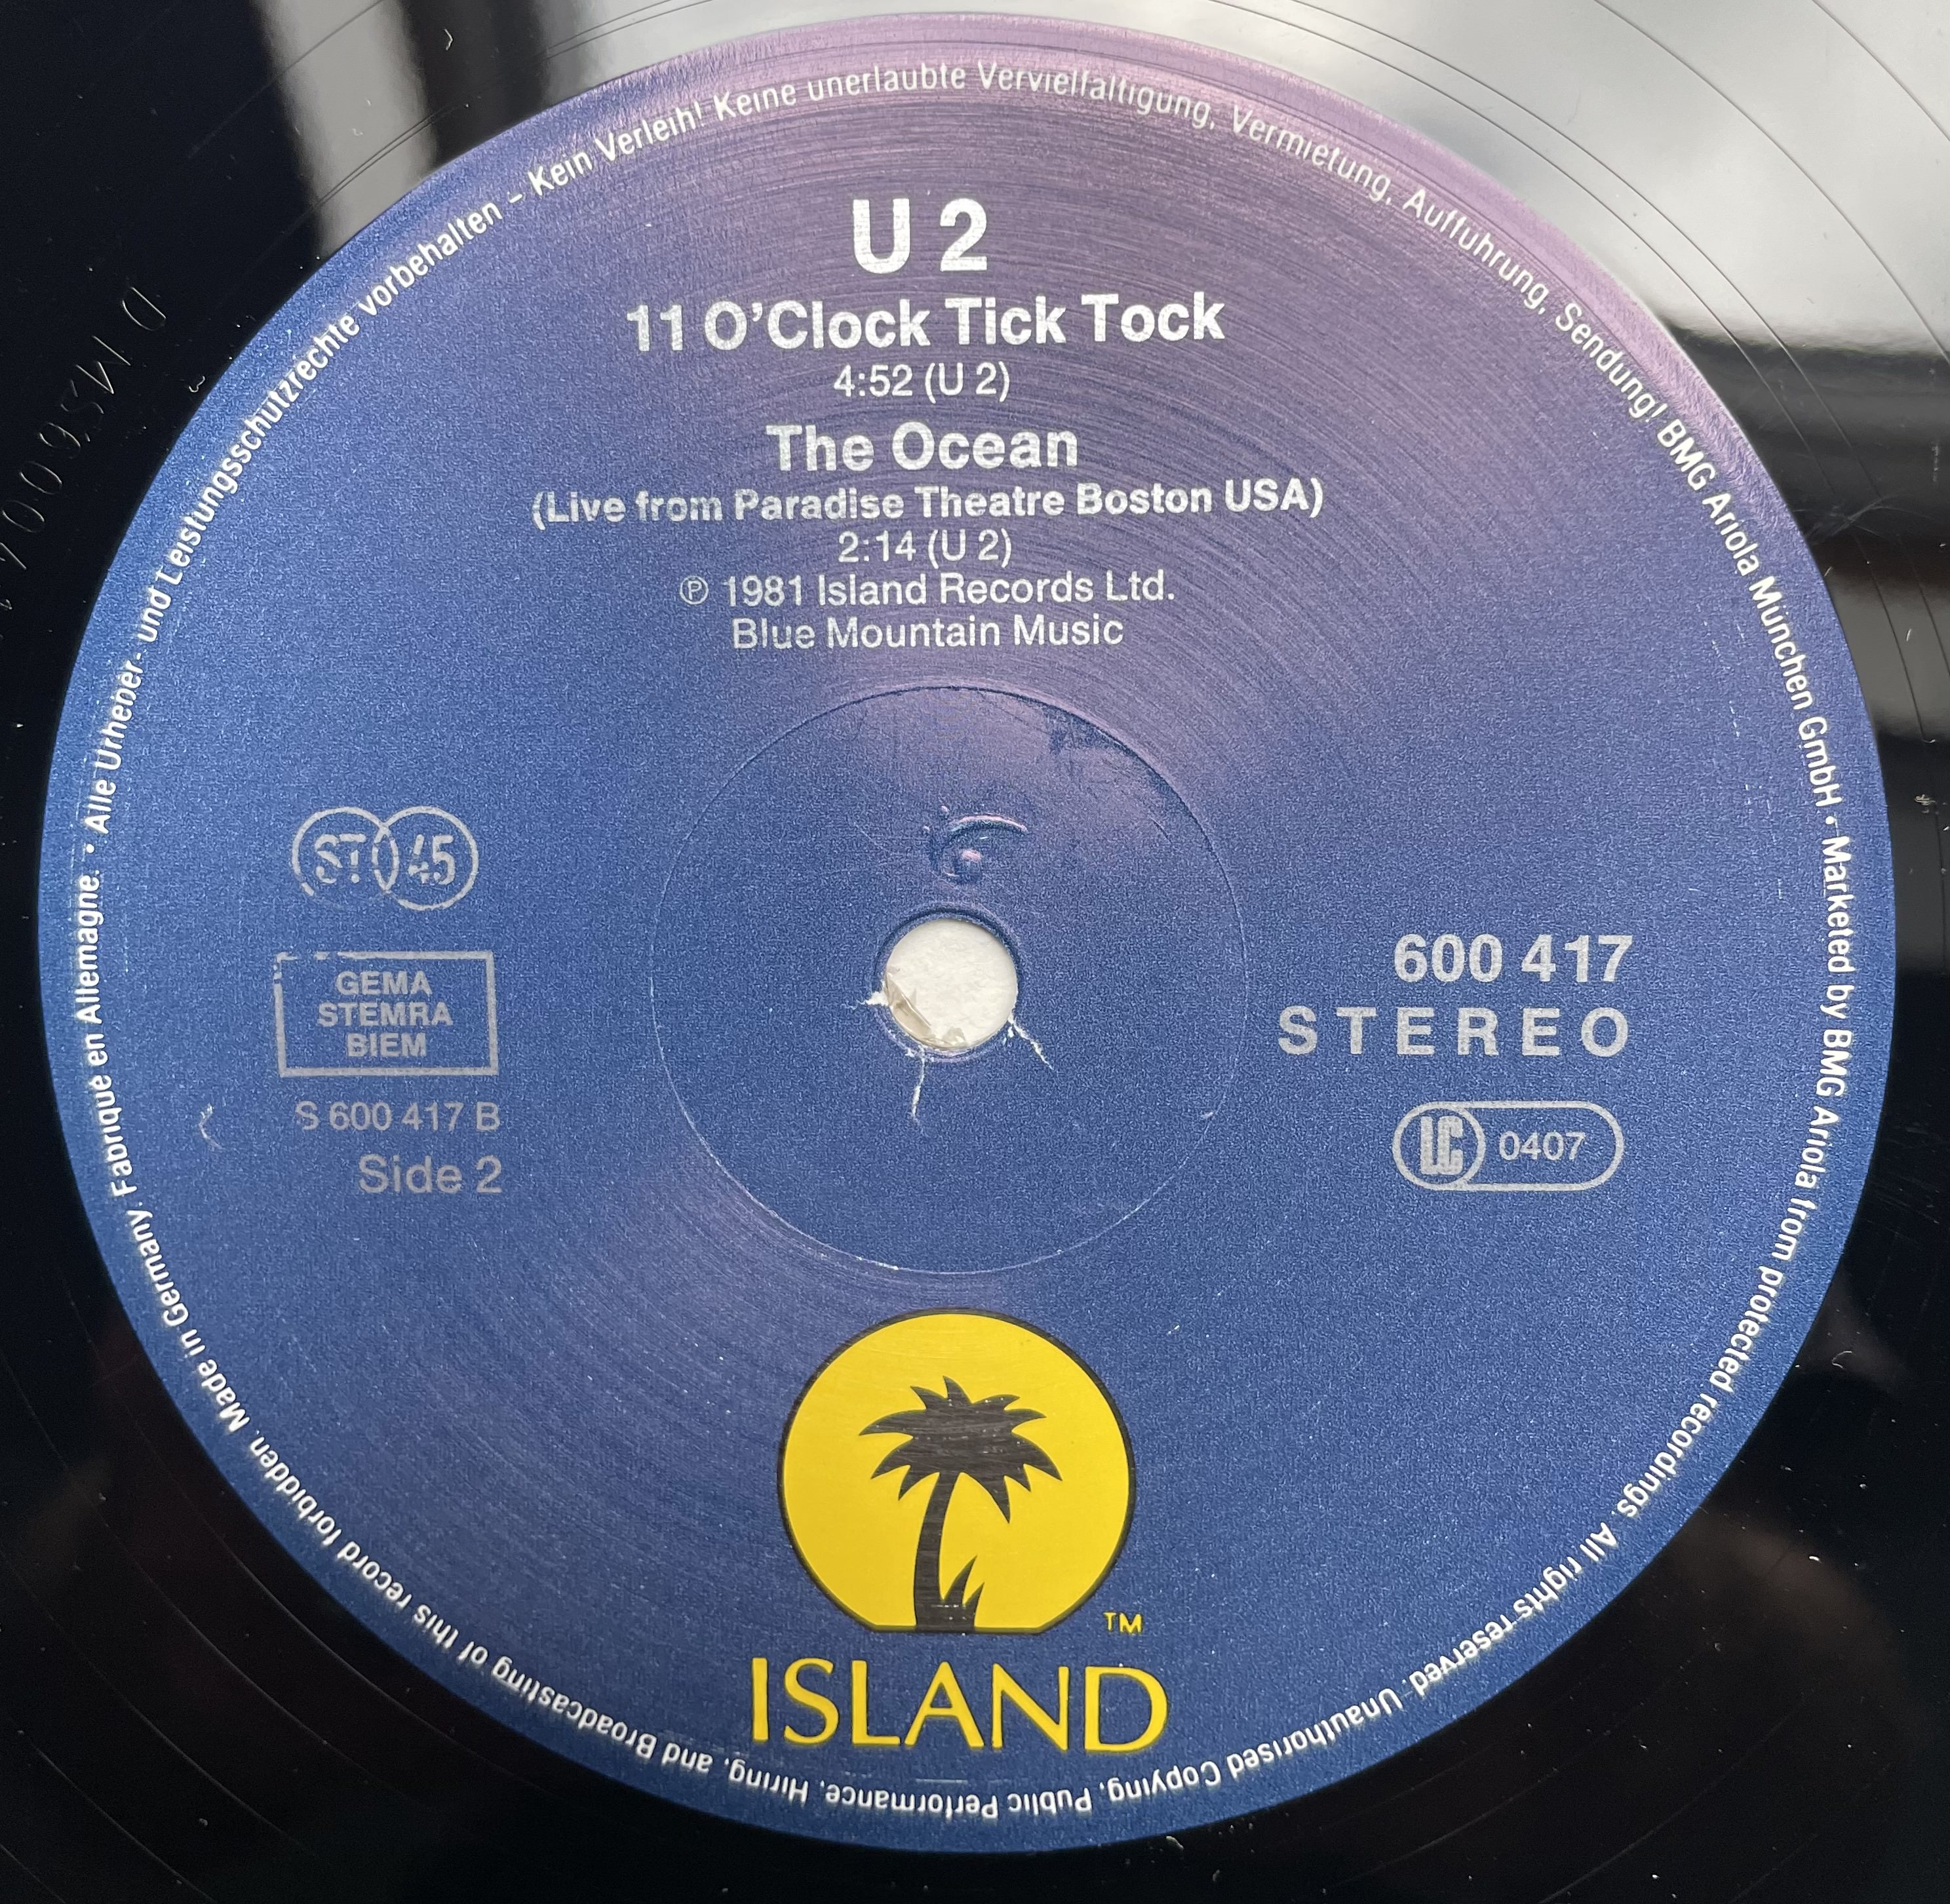 U 2
11 O'Clock Tick Tock
4:52 (U 2)
The Ocean
(Live from Paradise Theatre Boston USA)
2:14 (U 2)
℗ 1981 Island Records Ltd.
Blue Mountain Music
ST 45
GEMA
STEMRA
BIEM
S 600 417 B
Side 2
600 417
STEREO
LC 0407
TM
ISLAND
• Alle Urheber- und Leistungsschutzrechte vorbehalten – Kein Verleih! Keine unerlaubte Vervielfältigung, Vermietung, Aufführung, Sendung! BMG Ariola München GmbH • Marketed by BMG Ariola from protected recordings. All rights reserved. Unauthorised Copying, Public Performance, Hiring, and Broadcasting of this record forbidden. Made in Germany. Fabriqué en Allemagne.